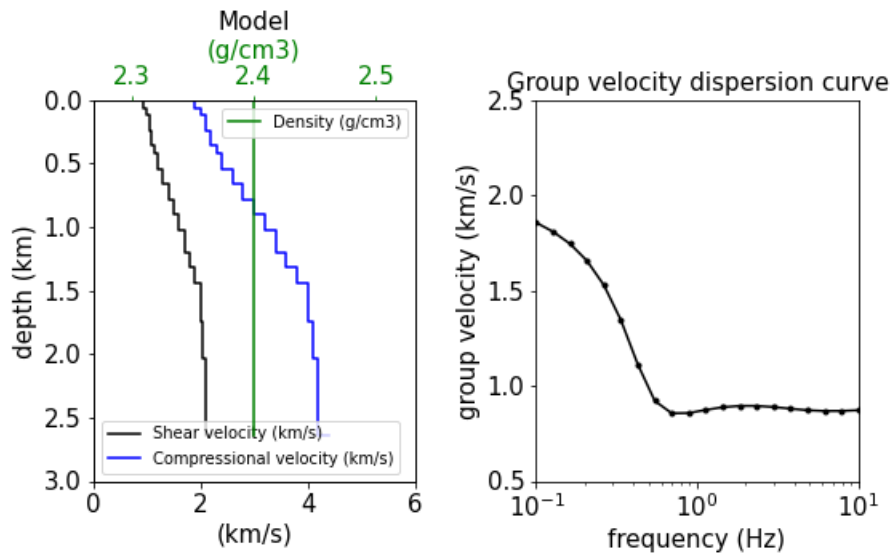 Model
(g/cm3)
2.3 2.4 2.5
0.0
0.5
1.0
1.5
2.0
2.5
3.0
depth (km)
Density (g/cm3)
Shear velocity (km/s)
Compressional velocity (km/s)
0 2 4 6
(km/s)
Group velocity dispersion curve
2.5
2.0
1.5
1.0
0.5
group velocity (km/s)
10⁻¹ 10⁰ 10¹
frequency (Hz)